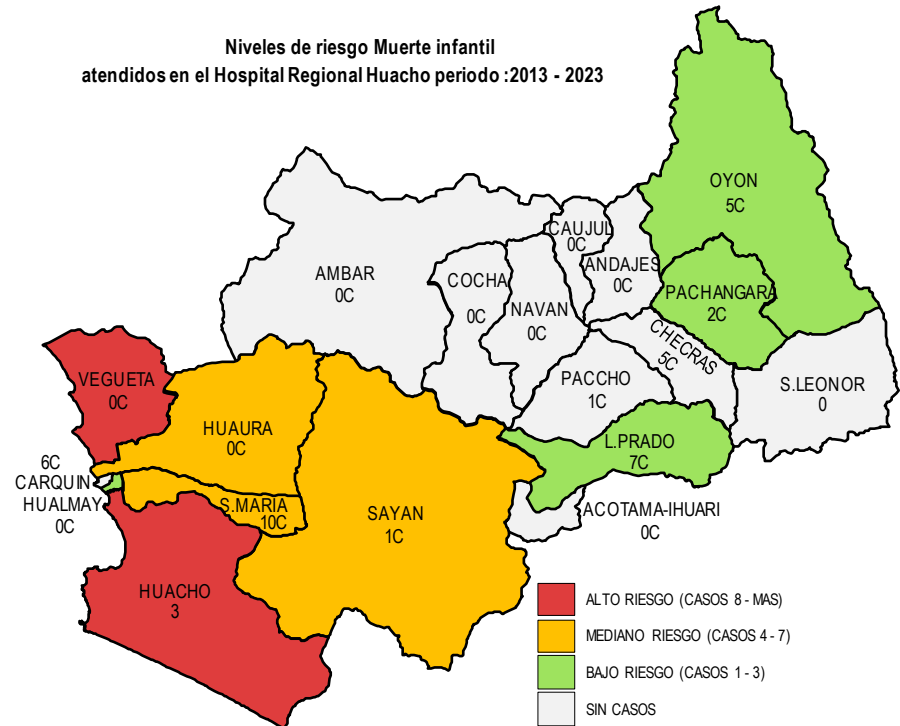 Niveles de riesgo Muerte infantil
atendidos en el Hospital Regional Huacho periodo :2013 - 2023
OYON
5C
CAUJUL
0C
ANDAJES
0C
AMBAR
0C
COCHA
0C
NAVAN
0C
PACHANGARA
2C
CHECRAS
5C
VEGUETA
0C
PACCHO
1C
S.LEONOR
0
HUAURA
0C
L.PRADO
7C
6C
CARQUIN
HUALMAY
0C
S.MARIA
10C
SAYAN
1C
ACOTAMA-IHUARI
0C
HUACHO
3
ALTO RIESGO (CASOS 8 - MAS)
MEDIANO RIESGO (CASOS 4 - 7)
BAJO RIESGO (CASOS 1 - 3)
SIN CASOS